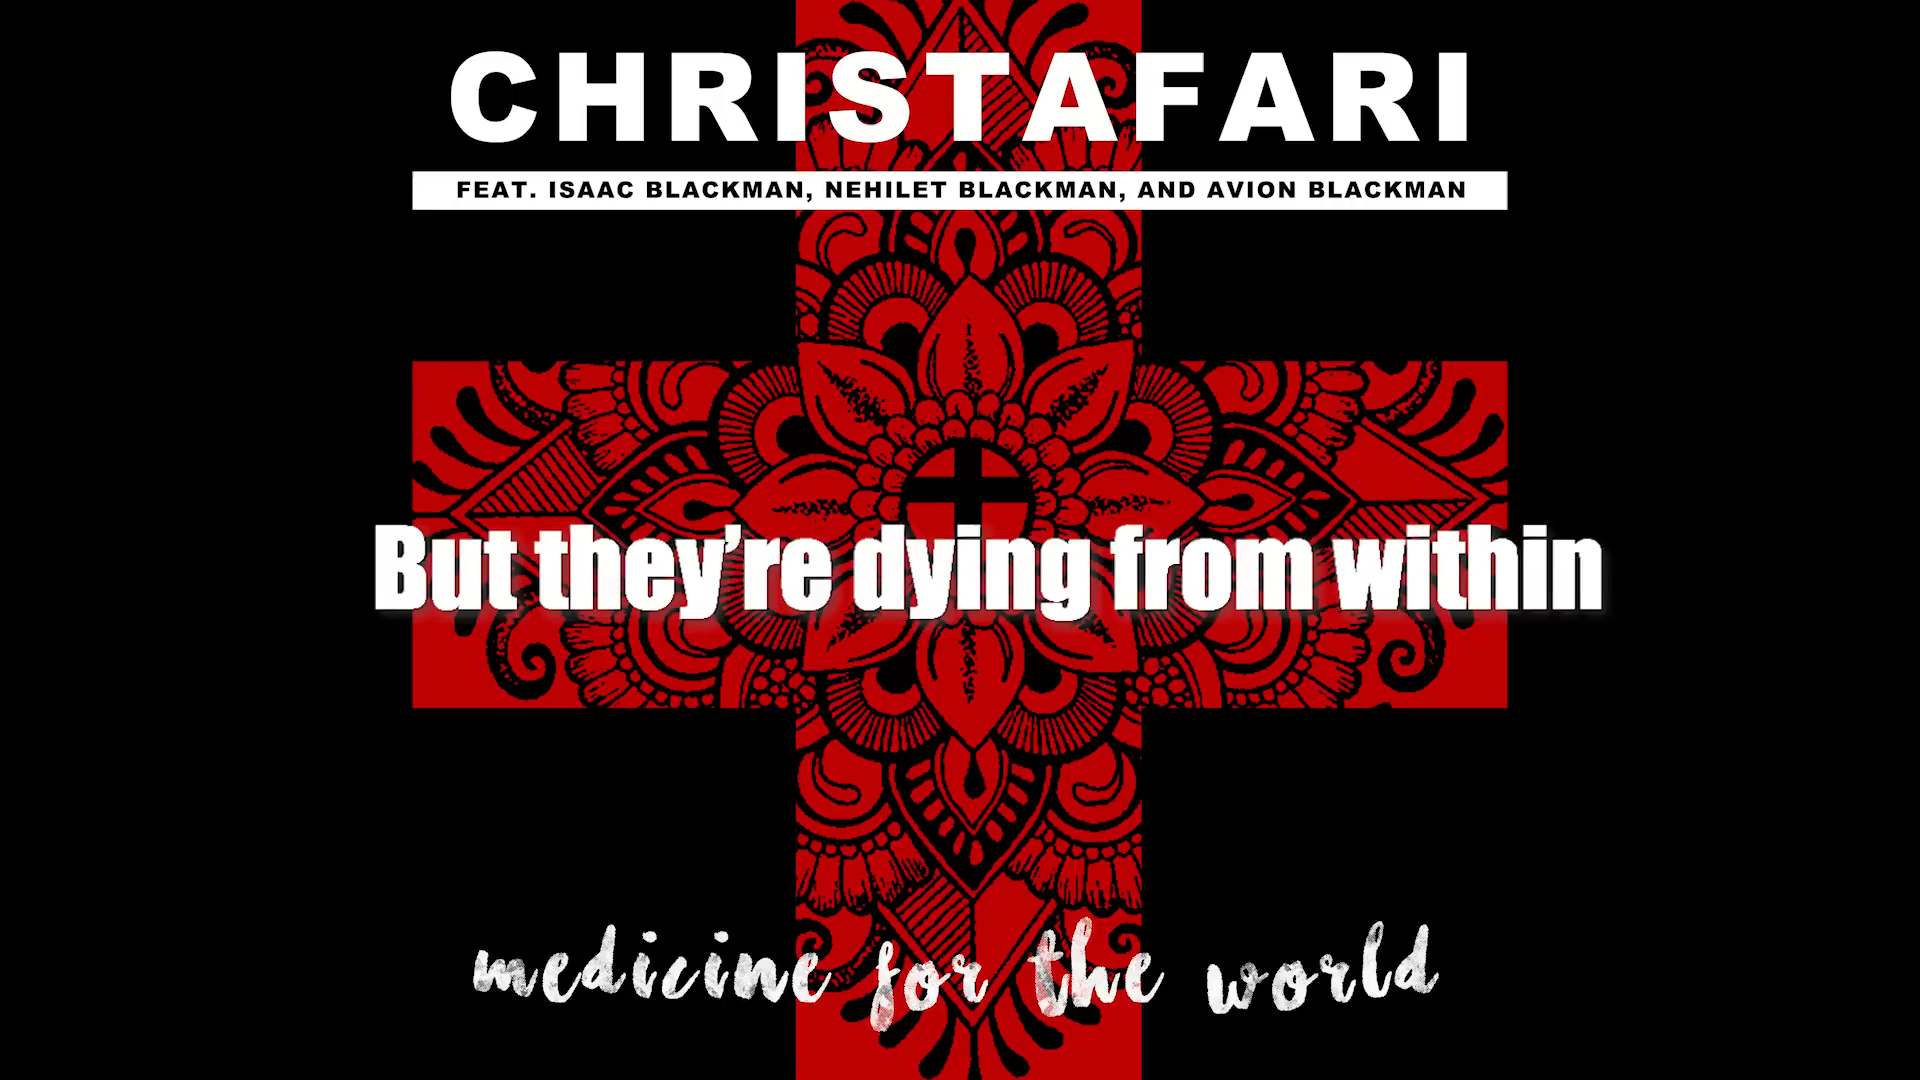 CHRISTAFARI
FEAT. ISAAC BLACKMAN, NEHILET BLACKMAN, AND AVION BLACKMAN
But they’re dying from within
medicine for the world